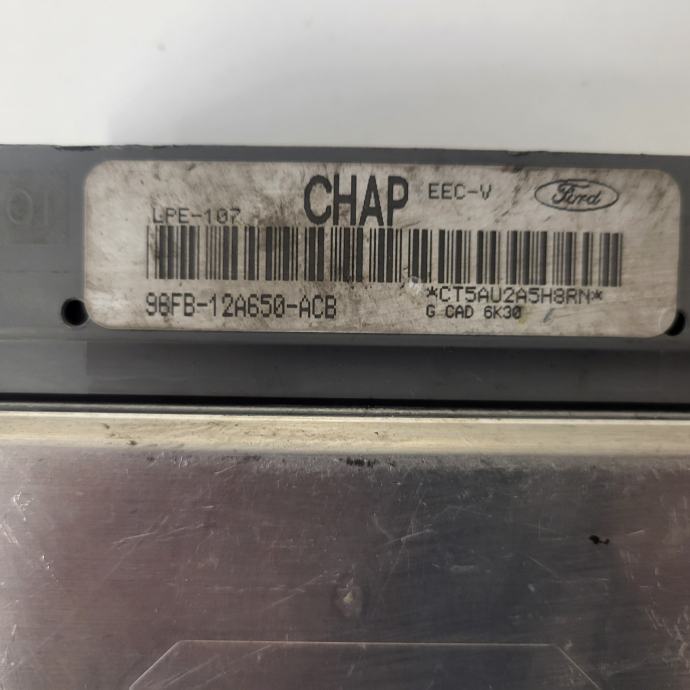 CHAP EEC-V Ford
LPE-107
98FB-12A650-ACB *CT5AU2A5H8RN*
G CAD 6K30